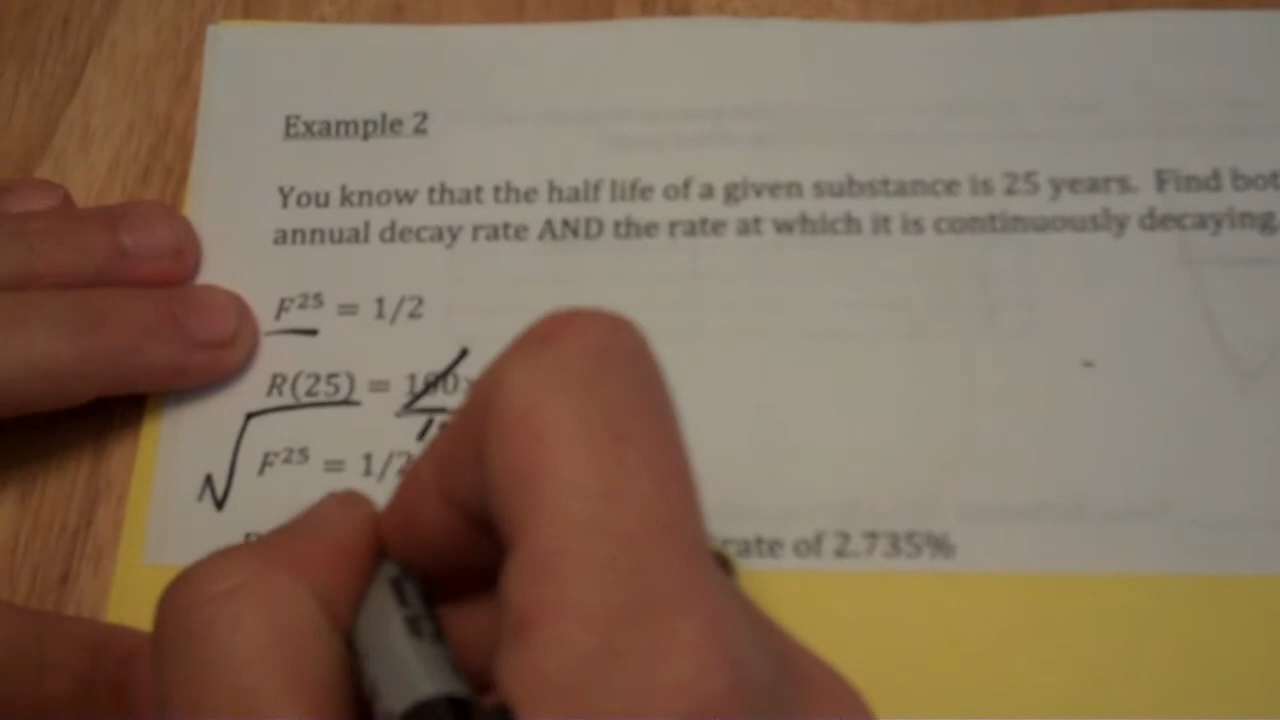 Example 2
You know that the half life of a given substance is 25 years. Find
annual decay rate AND the rate at which it is continuously decaying.
F²⁵ = 1/2
R(25) = 100
F²⁵ = 1/2
rate of 2.735%